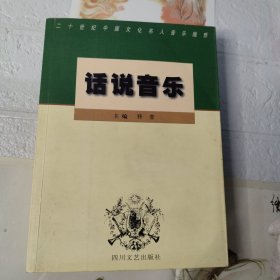 二十世纪中国文化名人音乐随想
话说音乐
主编
四川文艺出版社